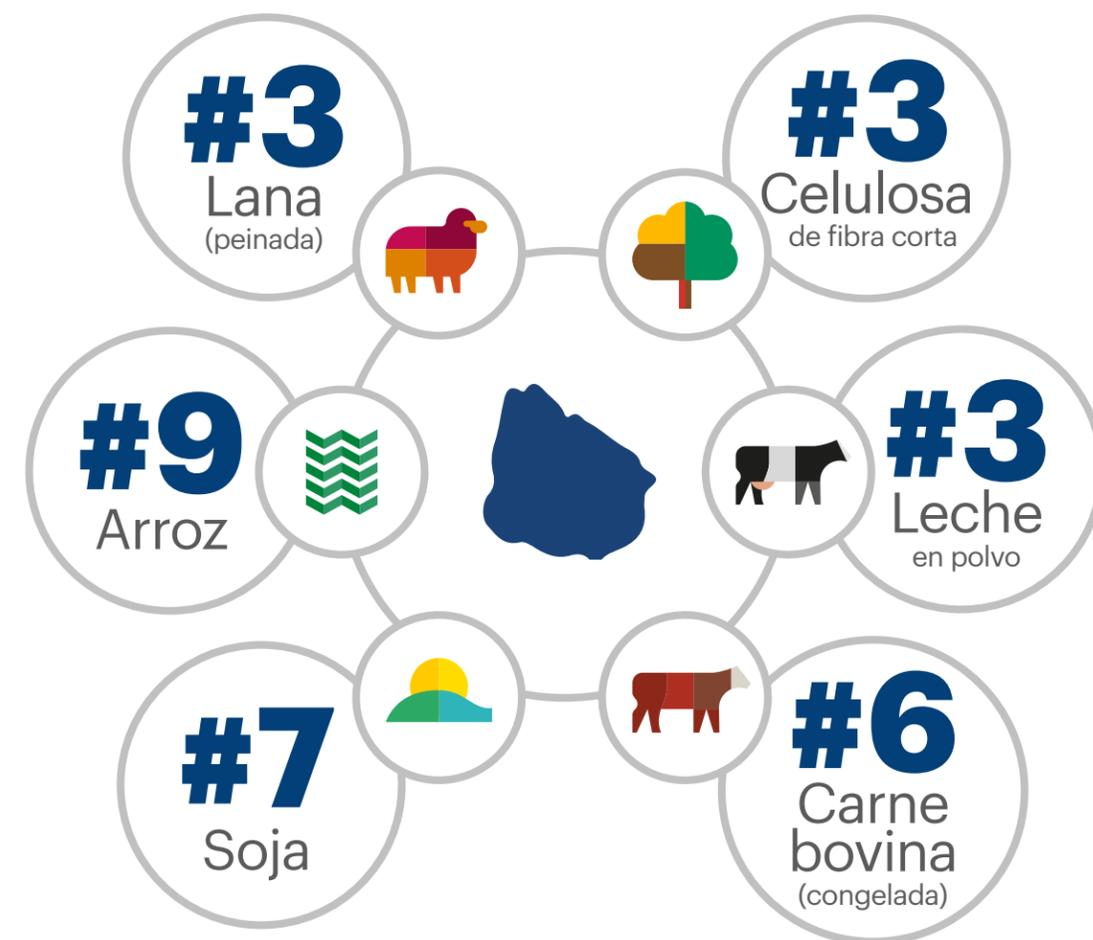 #3
Lana
(peinada)
#3
Celulosa
de fibra corta
#9
Arroz
#3
Leche
en polvo
#7
Soja
#6
Carne
bovina
(congelada)